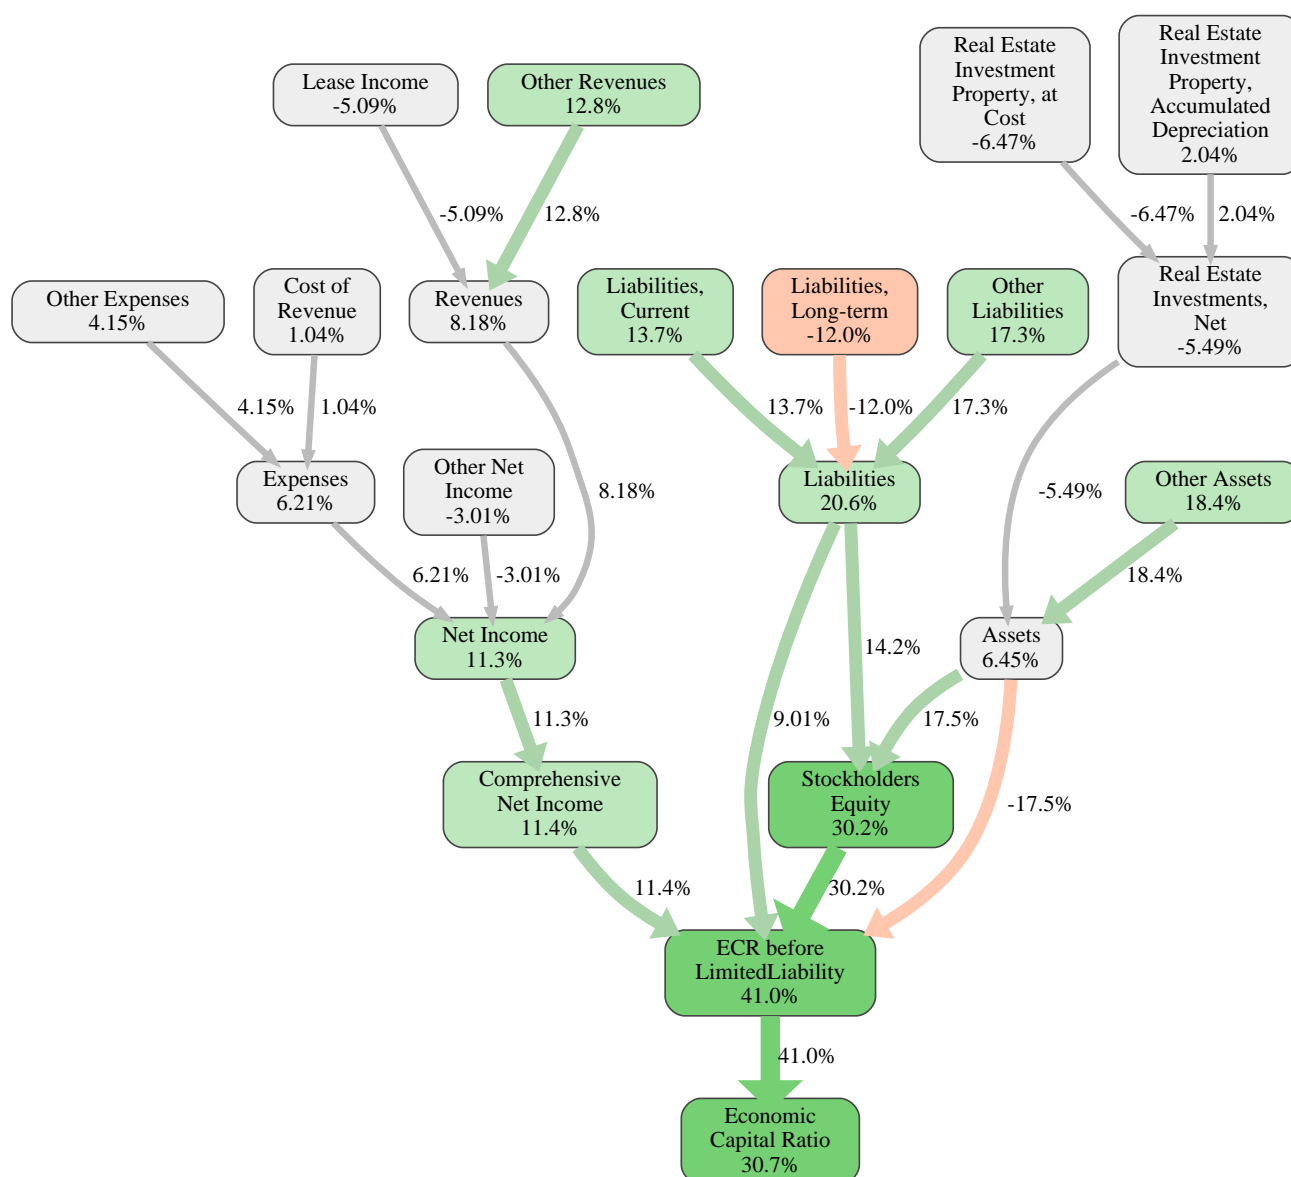 Real Estate
Investment
Property, at
Cost
-6.47%
Real Estate
Investment
Property,
Accumulated
Depreciation
2.04%
Lease Income
-5.09%
Other Revenues
12.8%
-5.09%
12.8%
-6.47%
2.04%
Other Expenses
4.15%
Cost of
Revenue
1.04%
Revenues
8.18%
Liabilities,
Current
13.7%
Liabilities,
Long-term
-12.0%
Other
Liabilities
17.3%
Real Estate
Investments,
Net
-5.49%
4.15%
1.04%
13.7%
-12.0%
17.3%
Expenses
6.21%
Other Net
Income
-3.01%
8.18%
Liabilities
20.6%
-5.49%
Other Assets
18.4%
6.21%
-3.01%
18.4%
Net Income
11.3%
14.2%
Assets
6.45%
11.3%
9.01%
17.5%
Comprehensive
Net Income
11.4%
Stockholders
Equity
30.2%
-17.5%
11.4%
30.2%
ECR before
LimitedLiability
41.0%
41.0%
Economic
Capital Ratio
30.7%